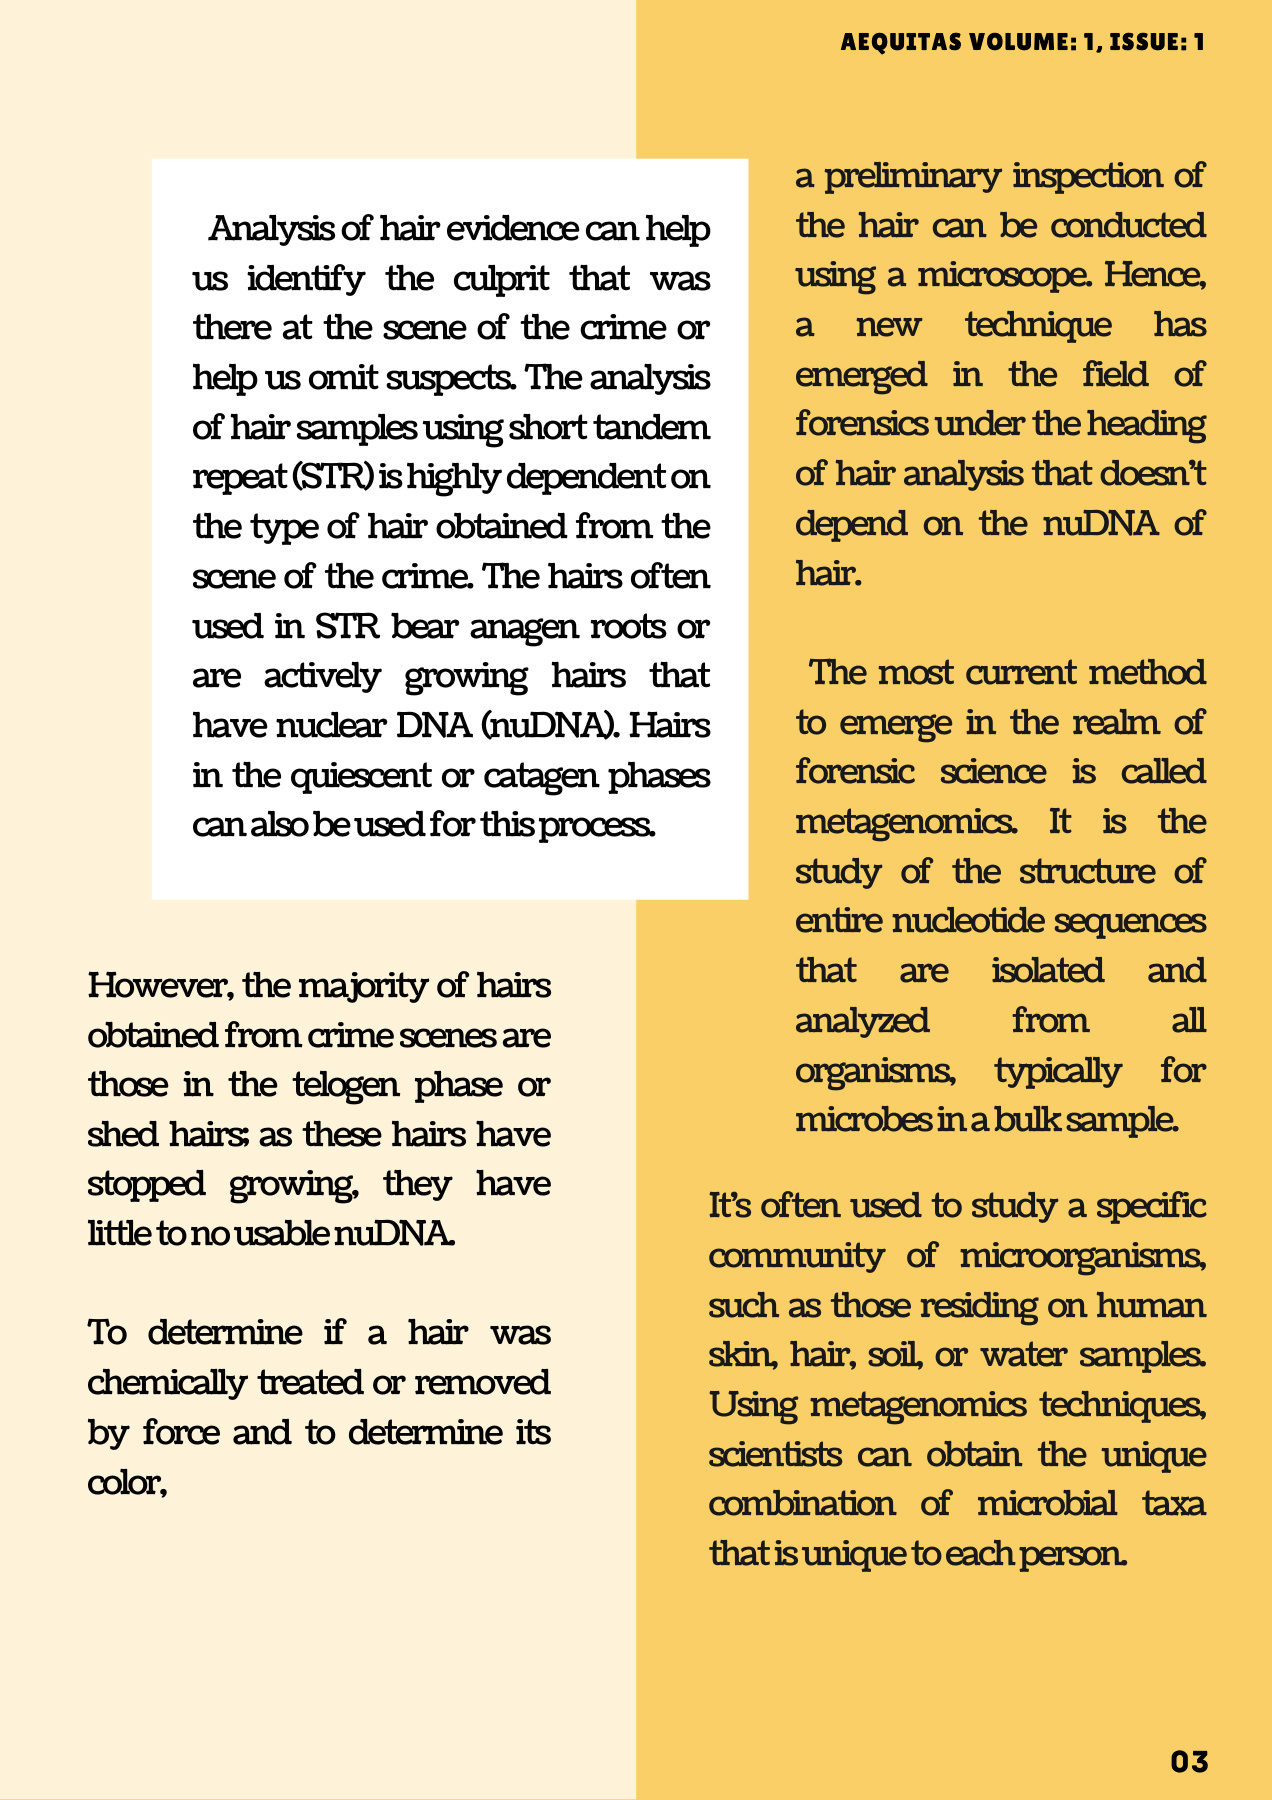 AEQUITAS VOLUME: 1, ISSUE: 1
Analysis of hair evidence can help
us identify the culprit that was
there at the scene of the crime or
help us omit suspects. The analysis
of hair samples using short tandem
repeat (STR) is highly dependent on
the type of hair obtained from the
scene of the crime. The hairs often
used in STR bear anagen roots or
are actively growing hairs that
have nuclear DNA (nuDNA). Hairs
in the quiescent or catagen phases
can also be used for this process.
However, the majority of hairs
obtained from crime scenes are
those in the telogen phase or
shed hairs; as these hairs have
stopped growing, they have
little to no usable nuDNA.
To determine if a hair was
chemically treated or removed
by force and to determine its
color,
a preliminary inspection of
the hair can be conducted
using a microscope. Hence,
a new technique has
emerged in the field of
forensics under the heading
of hair analysis that doesn't
depend on the nuDNA of
hair.
The most current method
to emerge in the realm of
forensic science is called
metagenomics. It is the
study of the structure of
entire nucleotide sequences
that are isolated and
analyzed from all
organisms, typically for
microbes in a bulk sample.
It's often used to study a specific
community of microorganisms,
such as those residing on human
skin, hair, soil, or water samples.
Using metagenomics techniques,
scientists can obtain the unique
combination of microbial taxa
that is unique to each person.
03